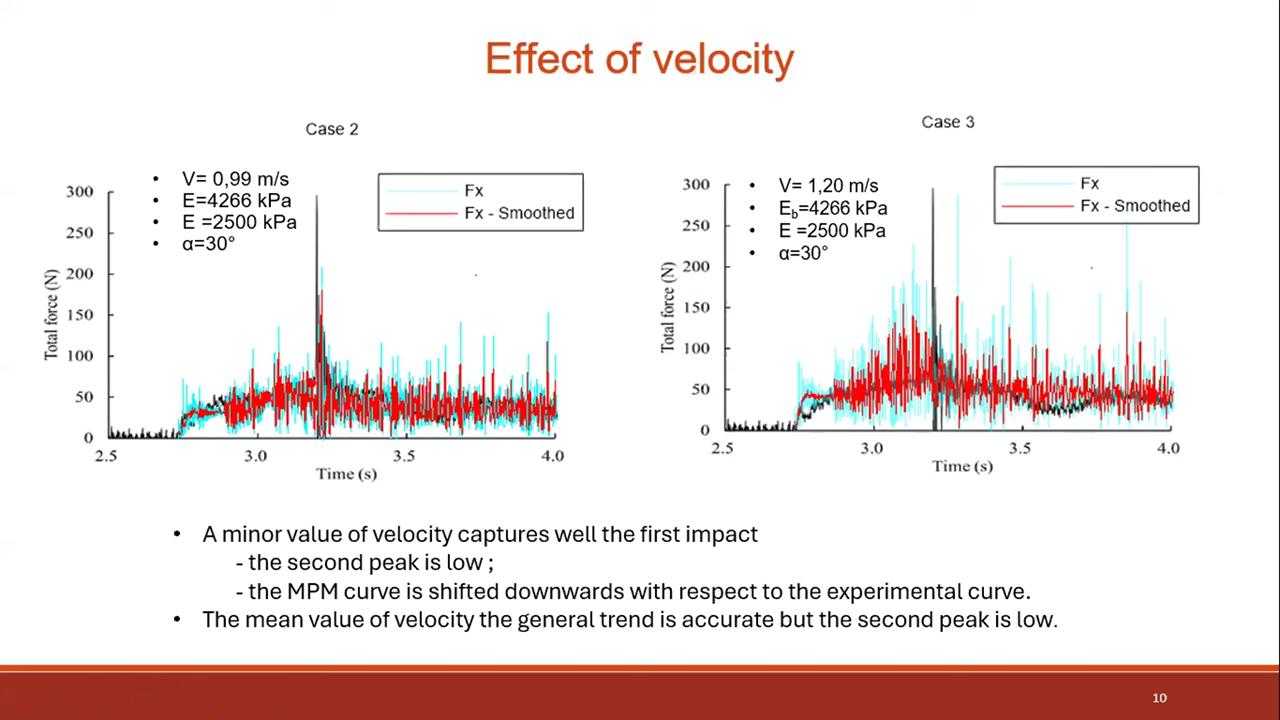 Effect of velocity
Case 2
• V= 0,99 m/s
• E=4266 kPa
• E =2500 kPa
• α=30°
Fx
Fx - Smoothed
Total force (N)
300
250
200
150
100
50
0
2.5 3.0 3.5 4.0
Time (s)
Case 3
• V= 1,20 m/s
• E_b=4266 kPa
• E =2500 kPa
• α=30°
Fx
Fx - Smoothed
Total force (N)
300
250
200
150
100
50
0
2.5 3.0 3.5 4.0
Time (s)
• A minor value of velocity captures well the first impact
- the second peak is low ;
- the MPM curve is shifted downwards with respect to the experimental curve.
• The mean value of velocity the general trend is accurate but the second peak is low.
10